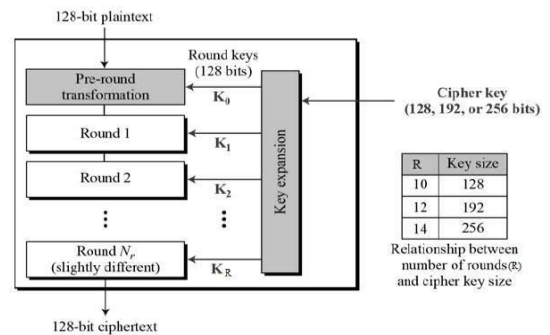 128-bit plaintext
Round keys
(128 bits)
Pre-round
transformation
K0
Cipher key
(128, 192, or 256 bits)
Round 1
K1
Key expansion
Round 2
K2
R Key size
10 128
12 192
14 256
Round Nr
(slightly different)
KR
Relationship between
number of rounds(R)
and cipher key size
128-bit ciphertext